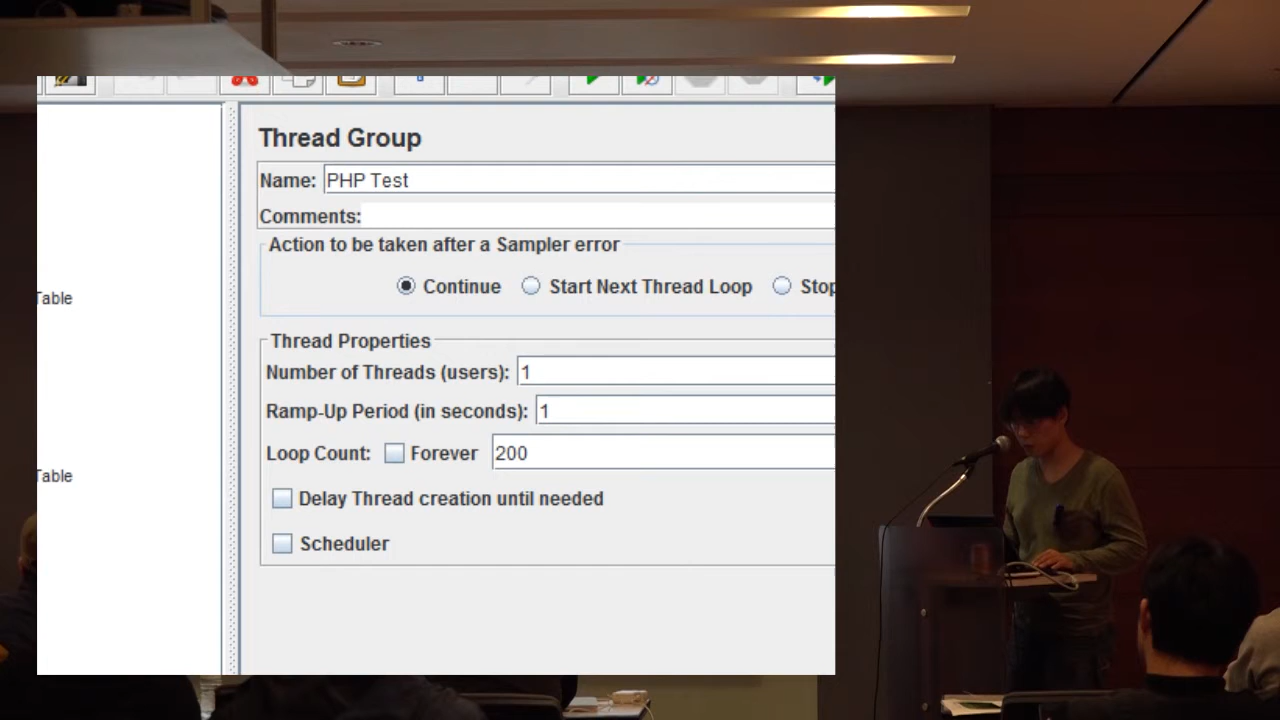 Thread Group
Name: PHP Test
Comments:
Action to be taken after a Sampler error
Continue Start Next Thread Loop Stop
Table
Thread Properties
Number of Threads (users): 1
Ramp-Up Period (in seconds): 1
Loop Count: Forever 200
Table
Delay Thread creation until needed
Scheduler